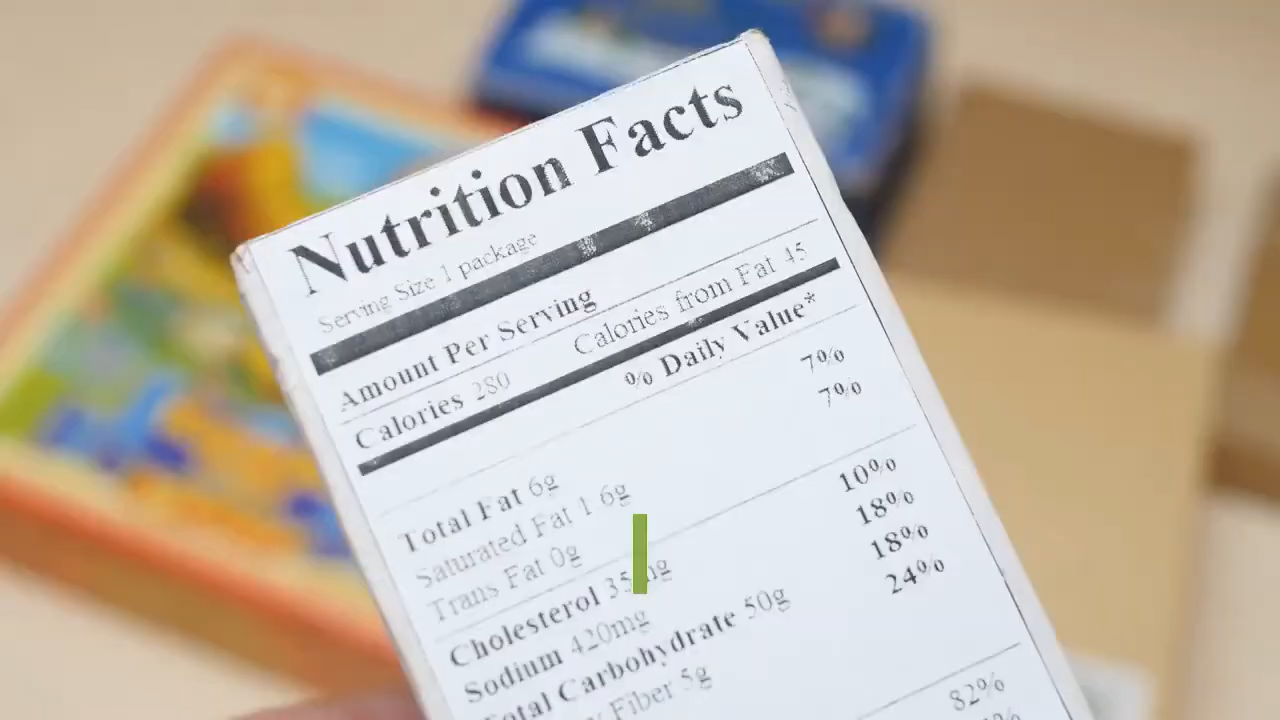 Nutrition Facts
Serving Size 1 package
Amount Per Serving
Calories 280 Calories from Fat 45
% Daily Value*
Total Fat 6g 7%
Saturated Fat 1 6g 7%
Trans Fat 0g
Cholesterol 35mg 10%
Sodium 420mg 18%
Total Carbohydrate 50g 18%
Fiber 5g 24%
82%